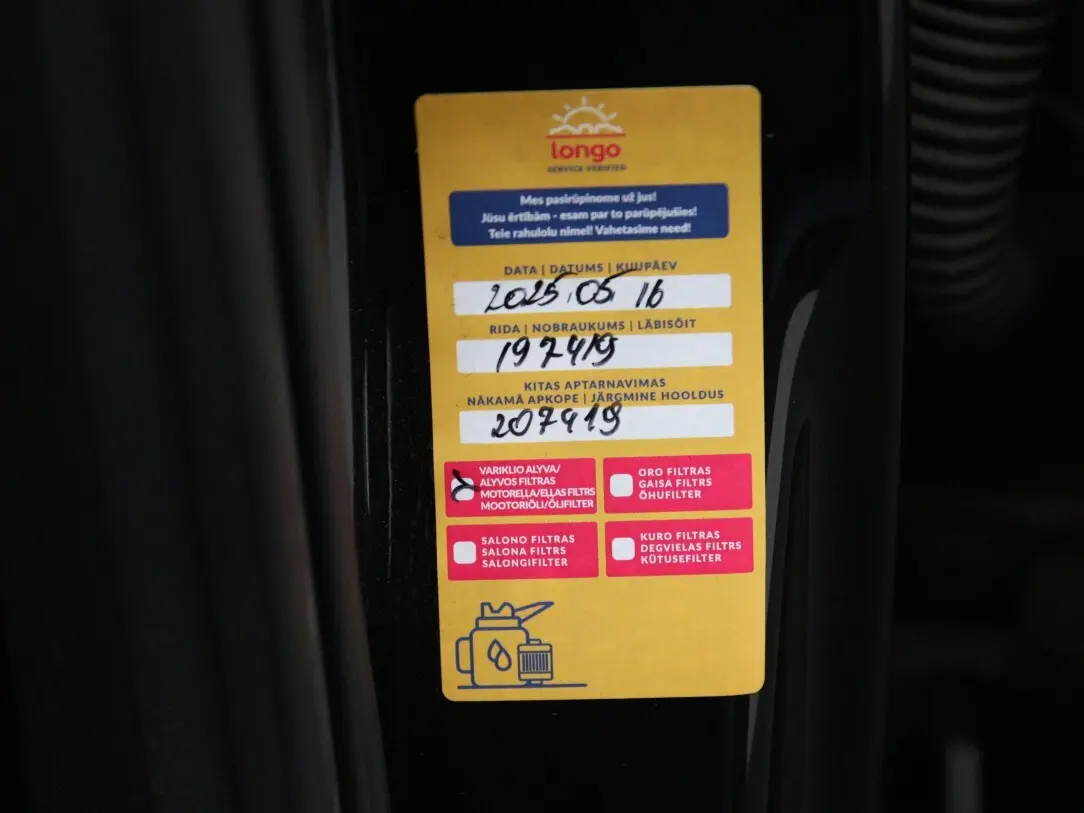 longo
SERVICE VERIFIED
Mes pasirūpinome už jus!
Jūsu ērtībām - esam par to parūpējušies!
Teie rahulolu nimel! Vahetasime need!
DATA | DATUMS | KUUPÄEV
2025.05.16
RIDA | NOBRAUKUMS | LÄBISÕIT
197419
KITAS APTARNAVIMAS
NĀKAMĀ APKOPE | JÄRGMINE HOOLDUS
207419
VARIKLIO ALYVA/
ALYVOS FILTRAS
MOTOREĻĻA/EĻĻAS FILTRS
MOOTORIÕLI/ÕLIFILTER
ORO FILTRAS
GAISA FILTRS
ÕHUFILTER
SALONO FILTRAS
SALONA FILTRS
SALONGIFILTER
KURO FILTRAS
DEGVIELAS FILTRS
KÜTUSEFILTER